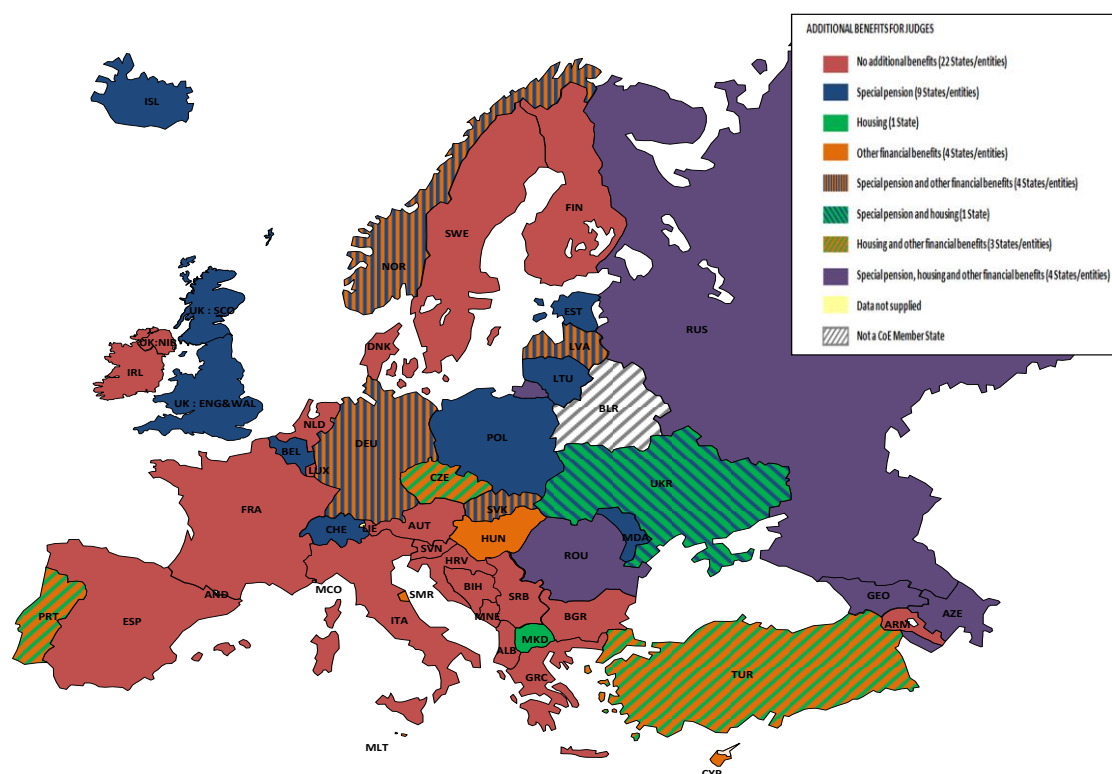 ADDITIONAL BENEFITS FOR JUDGES
No additional benefits (22 States/entities)
Special pension (9 States/entities)
Housing (1 State)
Other financial benefits (4 States/entities)
Special pension and other financial benefits (4 States/entities)
Special pension and housing (1 State)
Housing and other financial benefits (3 States/entities)
Special pension, housing and other financial benefits (4 States/entities)
Data not supplied
Not a CoE Member State
ISL
FIN
SWE
NOR
RUS
UK : SCO
EST
UK:NIR
DNK
LVA
IRL
LTU
UK : ENG&WAL
BLR
NLD
POL
DEU
BEL
LUX
CZE
UKR
FRA
SVK
CHE
LIE
AUT
HUN
MDA
SVN
ROU
HRV
MCO
SMR
BIH
SRB
AND
GEO
AZE
PRT
ESP
ITA
MNE
BGR
ARM
MKD
ALB
GRC
TUR
MLT
CYP